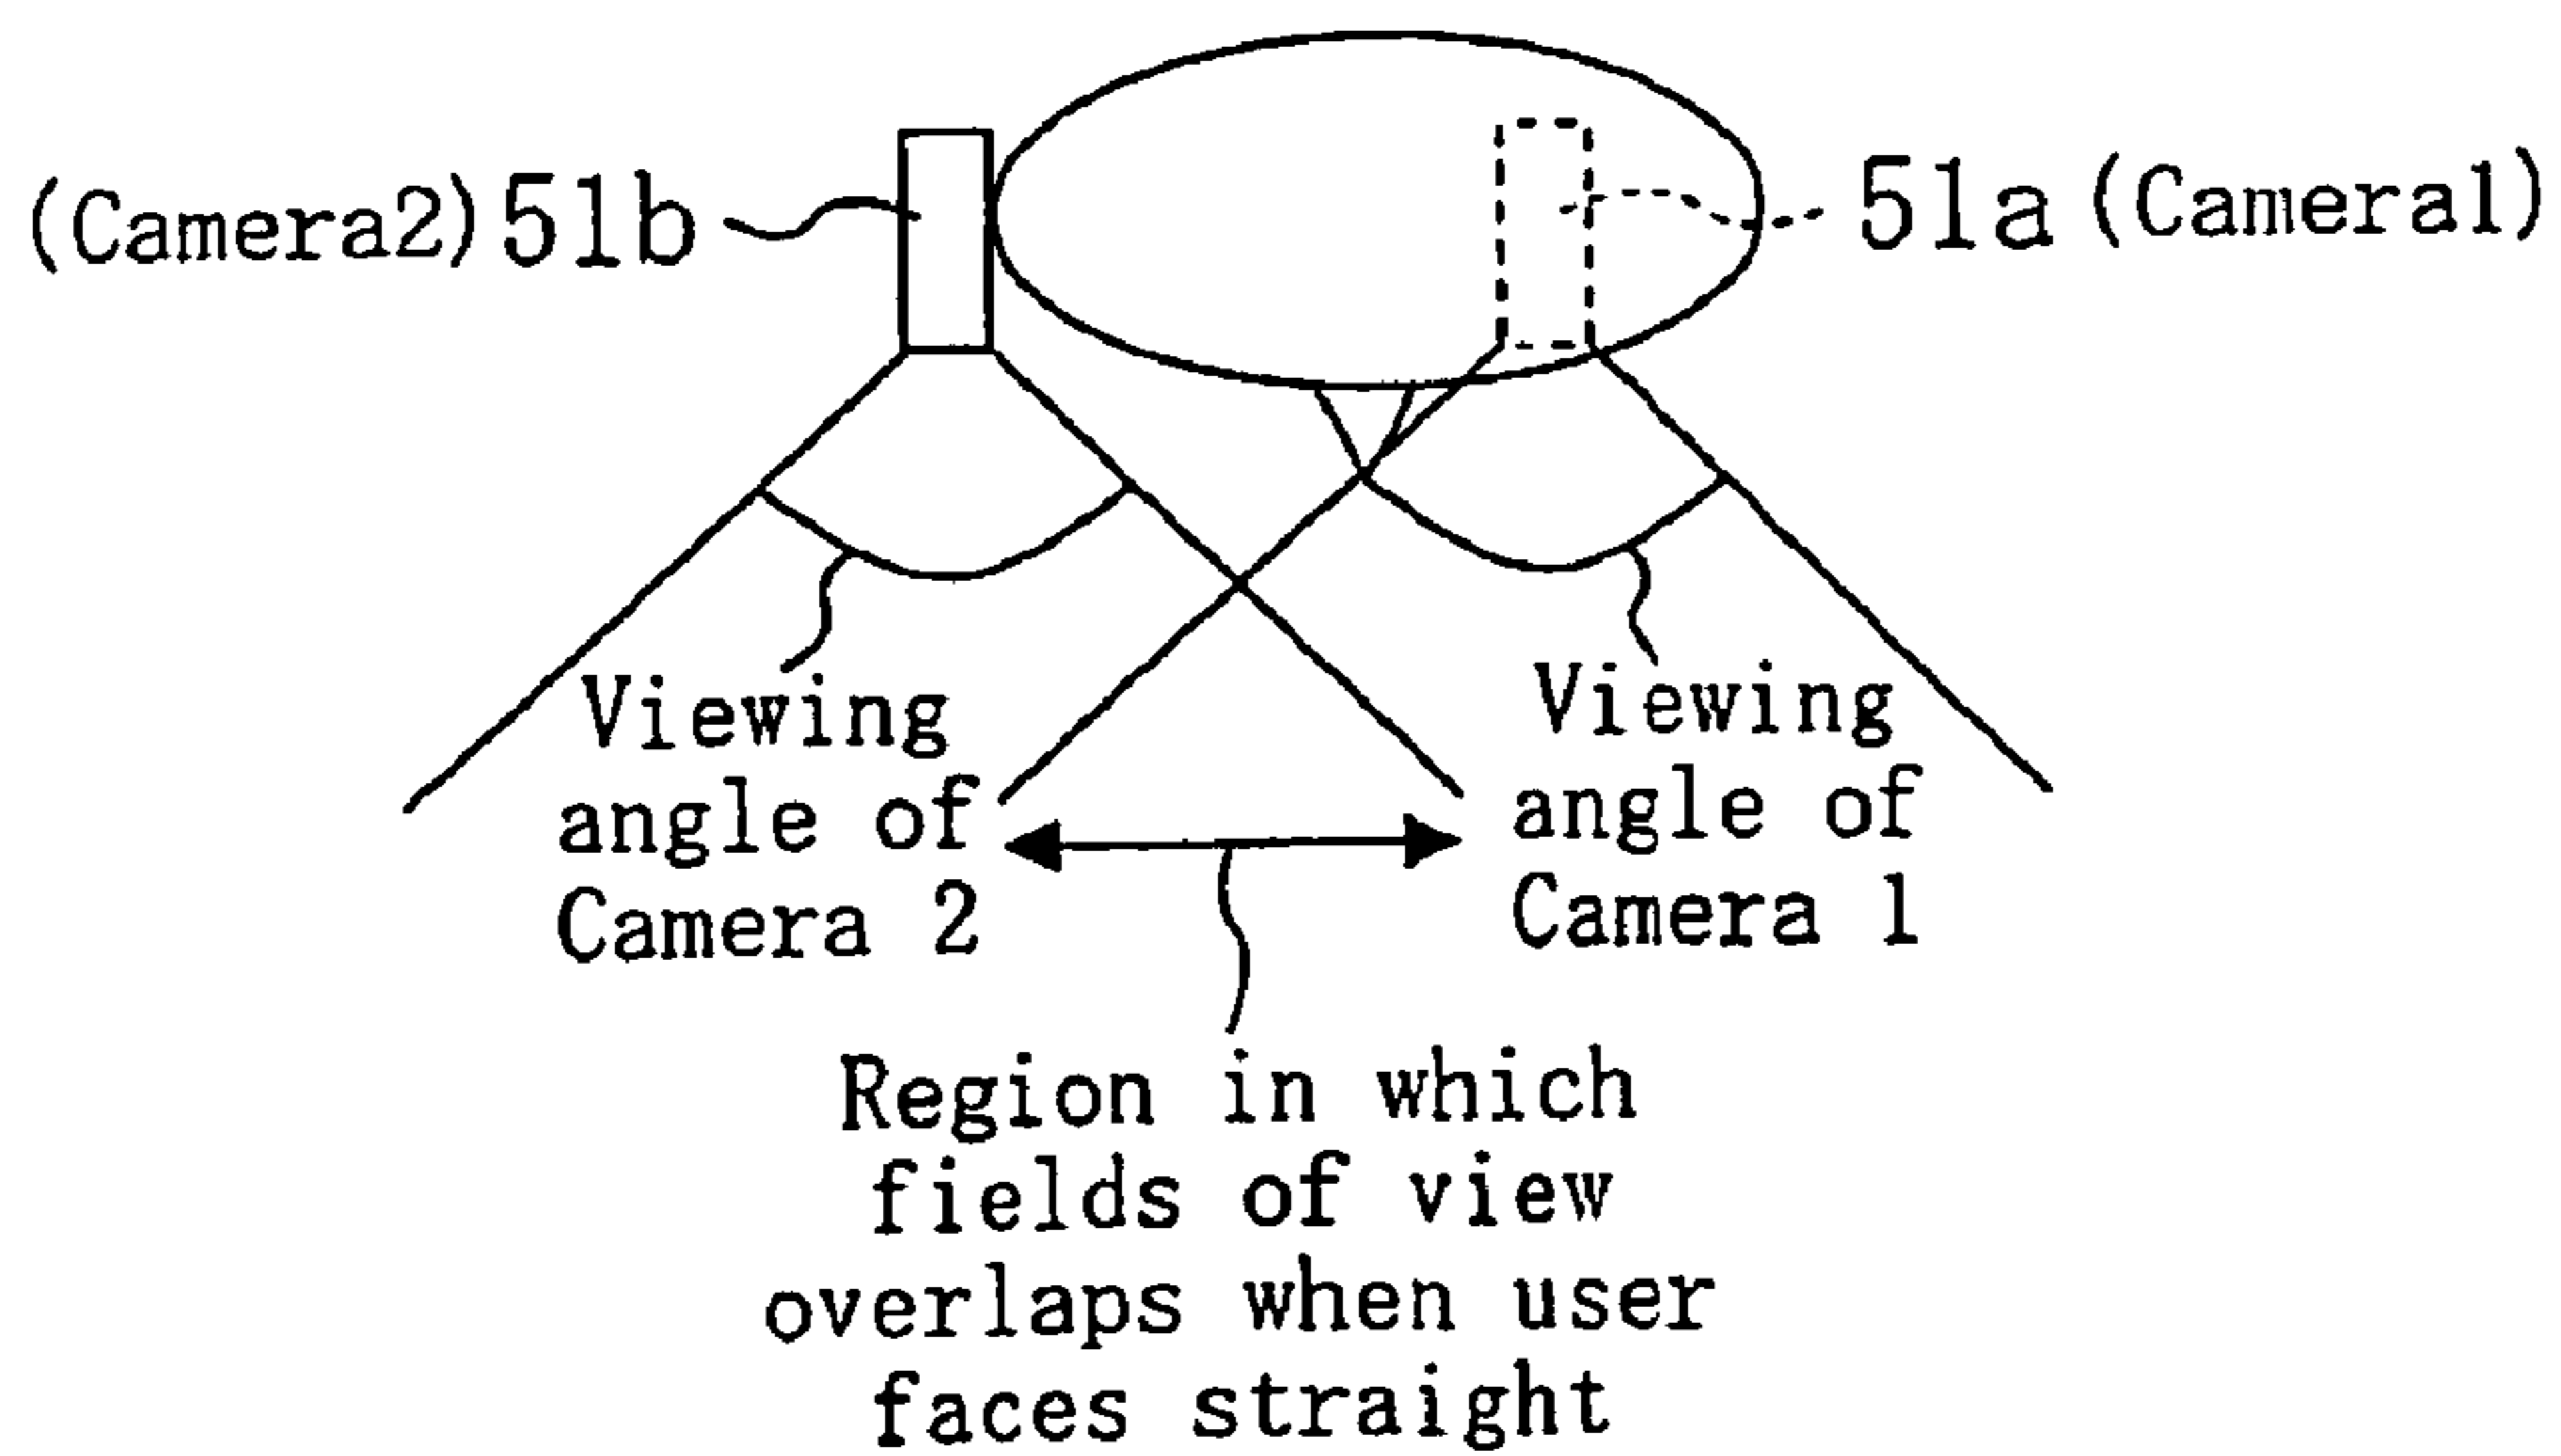 (Camera2) 51b
51a (Camera1)
Viewing
angle of
Camera 2
Viewing
angle of
Camera 1
Region in which
fields of view
overlaps when user
faces straight